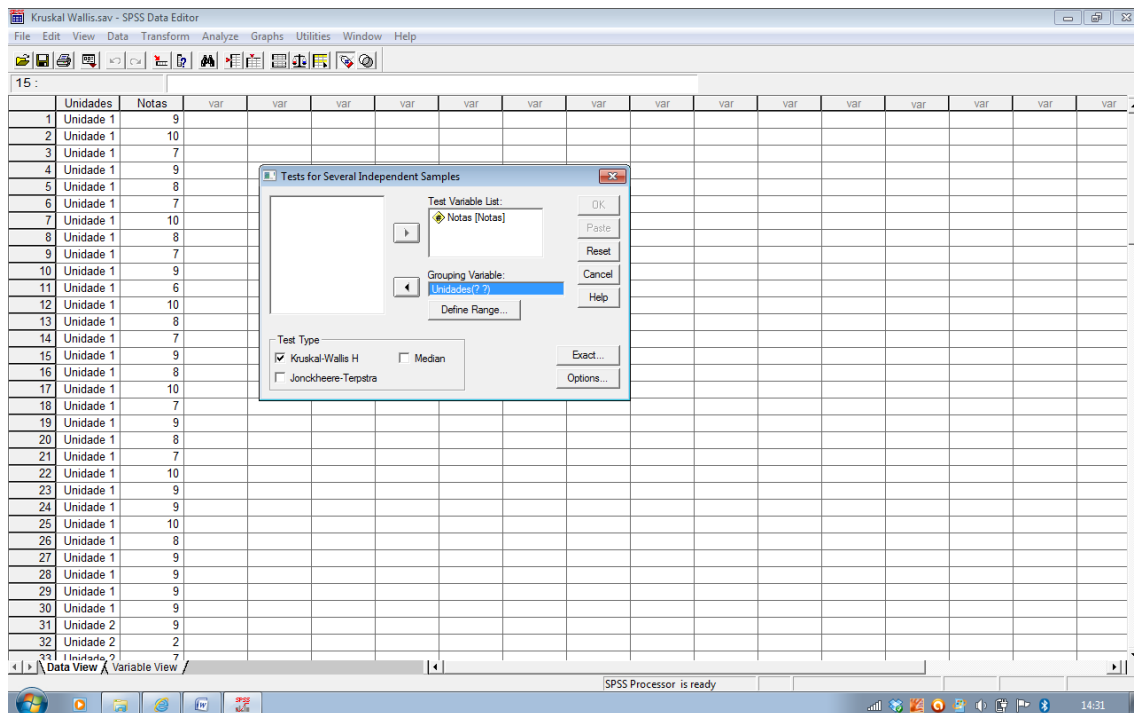 Kruskal Wallis.sav - SPSS Data Editor
File Edit View Data Transform Analyze Graphs Utilities Window Help
15 :
Unidades Notas var var var var var var var var var var var var var var var
1 Unidade 1 9
2 Unidade 1 10
3 Unidade 1 7
4 Unidade 1 9
5 Unidade 1 8
6 Unidade 1 7
7 Unidade 1 10
8 Unidade 1 8
9 Unidade 1 7
10 Unidade 1 9
11 Unidade 1 6
12 Unidade 1 10
13 Unidade 1 8
14 Unidade 1 7
15 Unidade 1 9
16 Unidade 1 8
17 Unidade 1 10
18 Unidade 1 7
19 Unidade 1 9
20 Unidade 1 8
21 Unidade 1 7
22 Unidade 1 10
23 Unidade 1 9
24 Unidade 1 9
25 Unidade 1 10
26 Unidade 1 8
27 Unidade 1 9
28 Unidade 1 9
29 Unidade 1 9
30 Unidade 1 9
31 Unidade 2 9
32 Unidade 2 2
33 Unidade 2 7
Tests for Several Independent Samples
Test Variable List:
Notas [Notas]
Grouping Variable:
Unidades(? ?)
Define Range...
OK
Paste
Reset
Cancel
Help
Test Type
Kruskal-Wallis H Median
Jonckheere-Terpstra
Exact...
Options...
Data View Variable View
SPSS Processor is ready
14:31